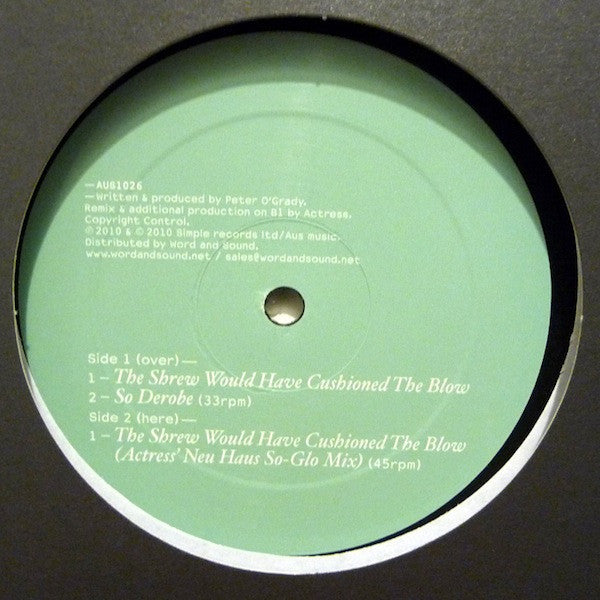 —AUS1026
—Written & produced by Peter O'Grady.
Remix & additional production on B1 by Actress.
Copyright Control.
℗ 2010 & © 2010 Simple records ltd/Aus music.
Distributed by Word and Sound.
www.wordandsound.net / sales@wordandsound.net
Side 1 (over)—
1 – The Shrew Would Have Cushioned The Blow
2 – So Derobe (33rpm)
Side 2 (here)—
1 – The Shrew Would Have Cushioned The Blow
(Actress' Neu Haus So-Glo Mix) (45rpm)